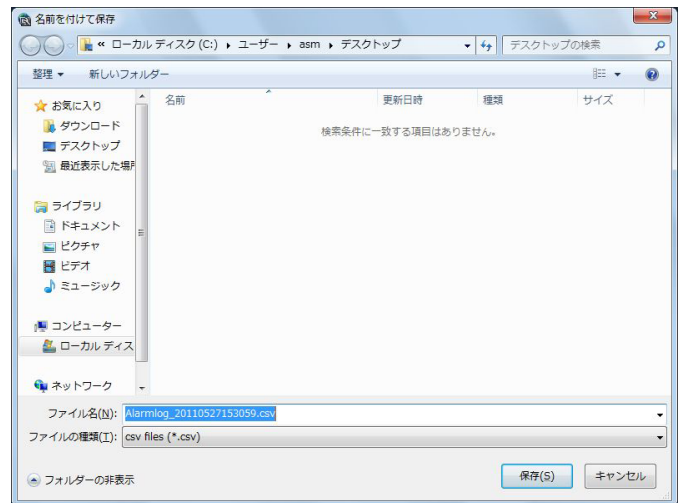 名前を付けて保存
« ローカル ディスク (C:) ▸ ユーザー ▸ asm ▸ デスクトップ
デスクトップの検索
整理 ▼ 新しいフォルダー
お気に入り
ダウンロード
デスクトップ
最近表示した場所
ライブラリ
ドキュメント
ピクチャ
ビデオ
ミュージック
コンピューター
ローカル ディス
ネットワーク
名前 更新日時 種類 サイズ
検索条件に一致する項目はありません。
ファイル名(N): Alarmlog_20110527153059.csv
ファイルの種類(T): csv files (*.csv)
フォルダーの非表示
保存(S) キャンセル